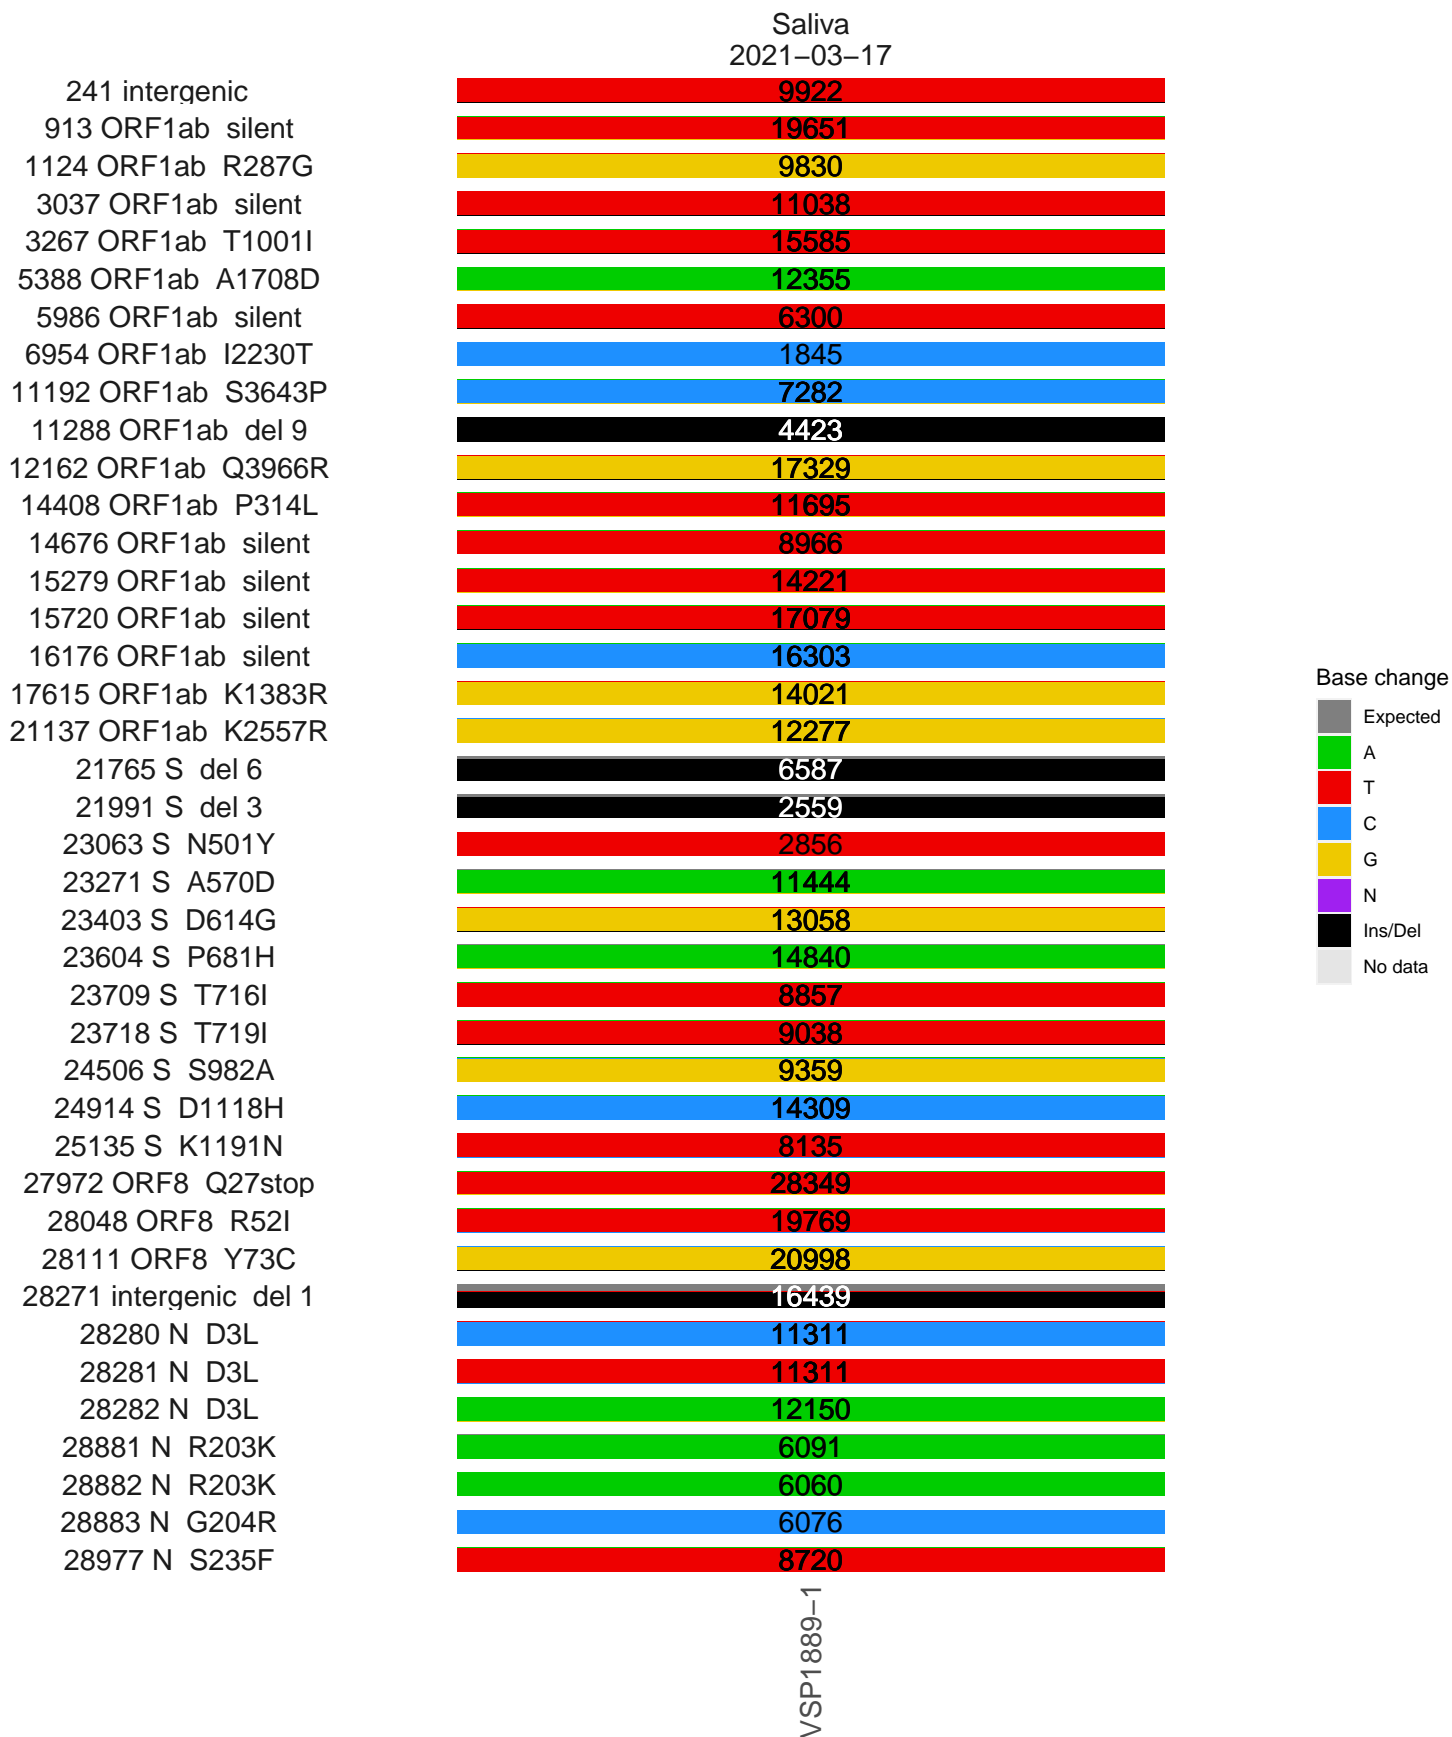 Saliva
2021−03−17
241 intergenic 9922
913 ORF1ab silent 19651
1124 ORF1ab R287G 9830
3037 ORF1ab silent 11038
3267 ORF1ab T1001I 15585
5388 ORF1ab A1708D 12355
5986 ORF1ab silent 6300
6954 ORF1ab I2230T 1845
11192 ORF1ab S3643P 7282
11288 ORF1ab del 9 4423
12162 ORF1ab Q3966R 17329
14408 ORF1ab P314L 11695
14676 ORF1ab silent 8966
15279 ORF1ab silent 14221
15720 ORF1ab silent 17079
16176 ORF1ab silent 16303
17615 ORF1ab K1383R 14021
21137 ORF1ab K2557R 12277
21765 S del 6 6587
21991 S del 3 2559
23063 S N501Y 2856
23271 S A570D 11444
23403 S D614G 13058
23604 S P681H 14840
23709 S T716I 8857
23718 S T719I 9038
24506 S S982A 9359
24914 S D1118H 14309
25135 S K1191N 8135
27972 ORF8 Q27stop 28349
28048 ORF8 R52I 19769
28111 ORF8 Y73C 20998
28271 intergenic del 1 16439
28280 N D3L 11311
28281 N D3L 11311
28282 N D3L 12150
28881 N R203K 6091
28882 N R203K 6060
28883 N G204R 6076
28977 N S235F 8720
VSP1889−1
Base change
Expected
A
T
C
G
N
Ins/Del
No data